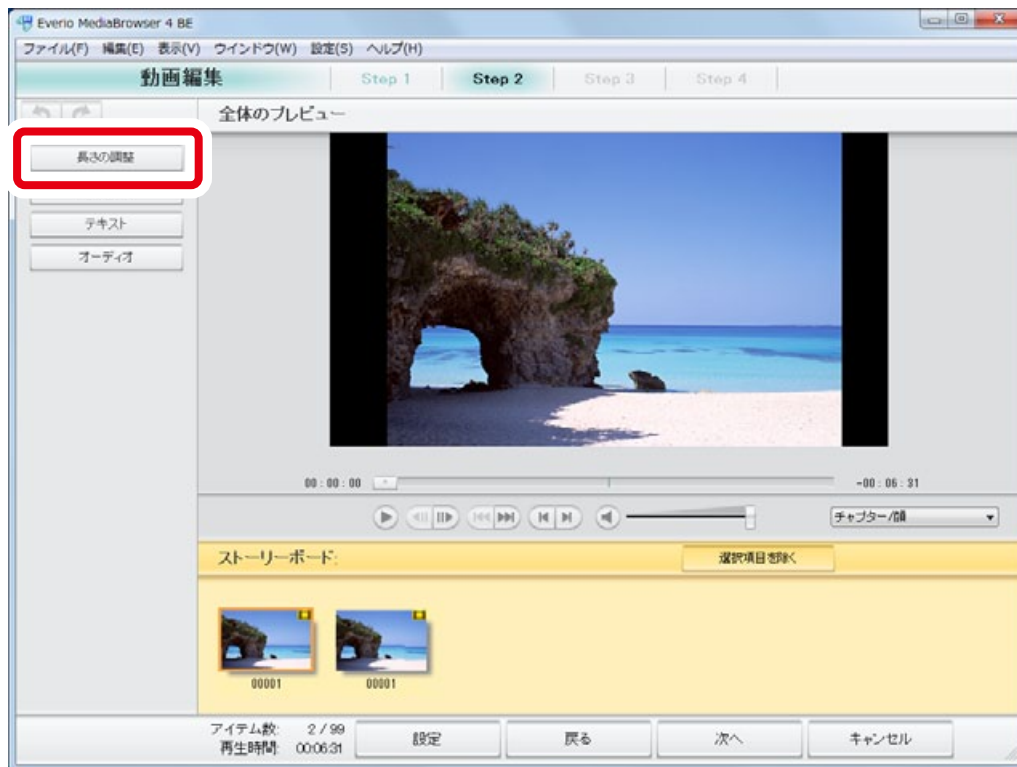 Everio MediaBrowser 4 BE
ファイル(F) 編集(E) 表示(V) ウインドウ(W) 設定(S) ヘルプ(H)
動画編集 Step 1 Step 2 Step 3 Step 4
全体のプレビュー
長さの調整
テキスト
オーディオ
00:00:00 -00:06:31
チャプター/顔
ストーリーボード: 選択項目を除く
00001 00001
アイテム数: 2 / 99
再生時間: 00:06:31
設定 戻る 次へ キャンセル